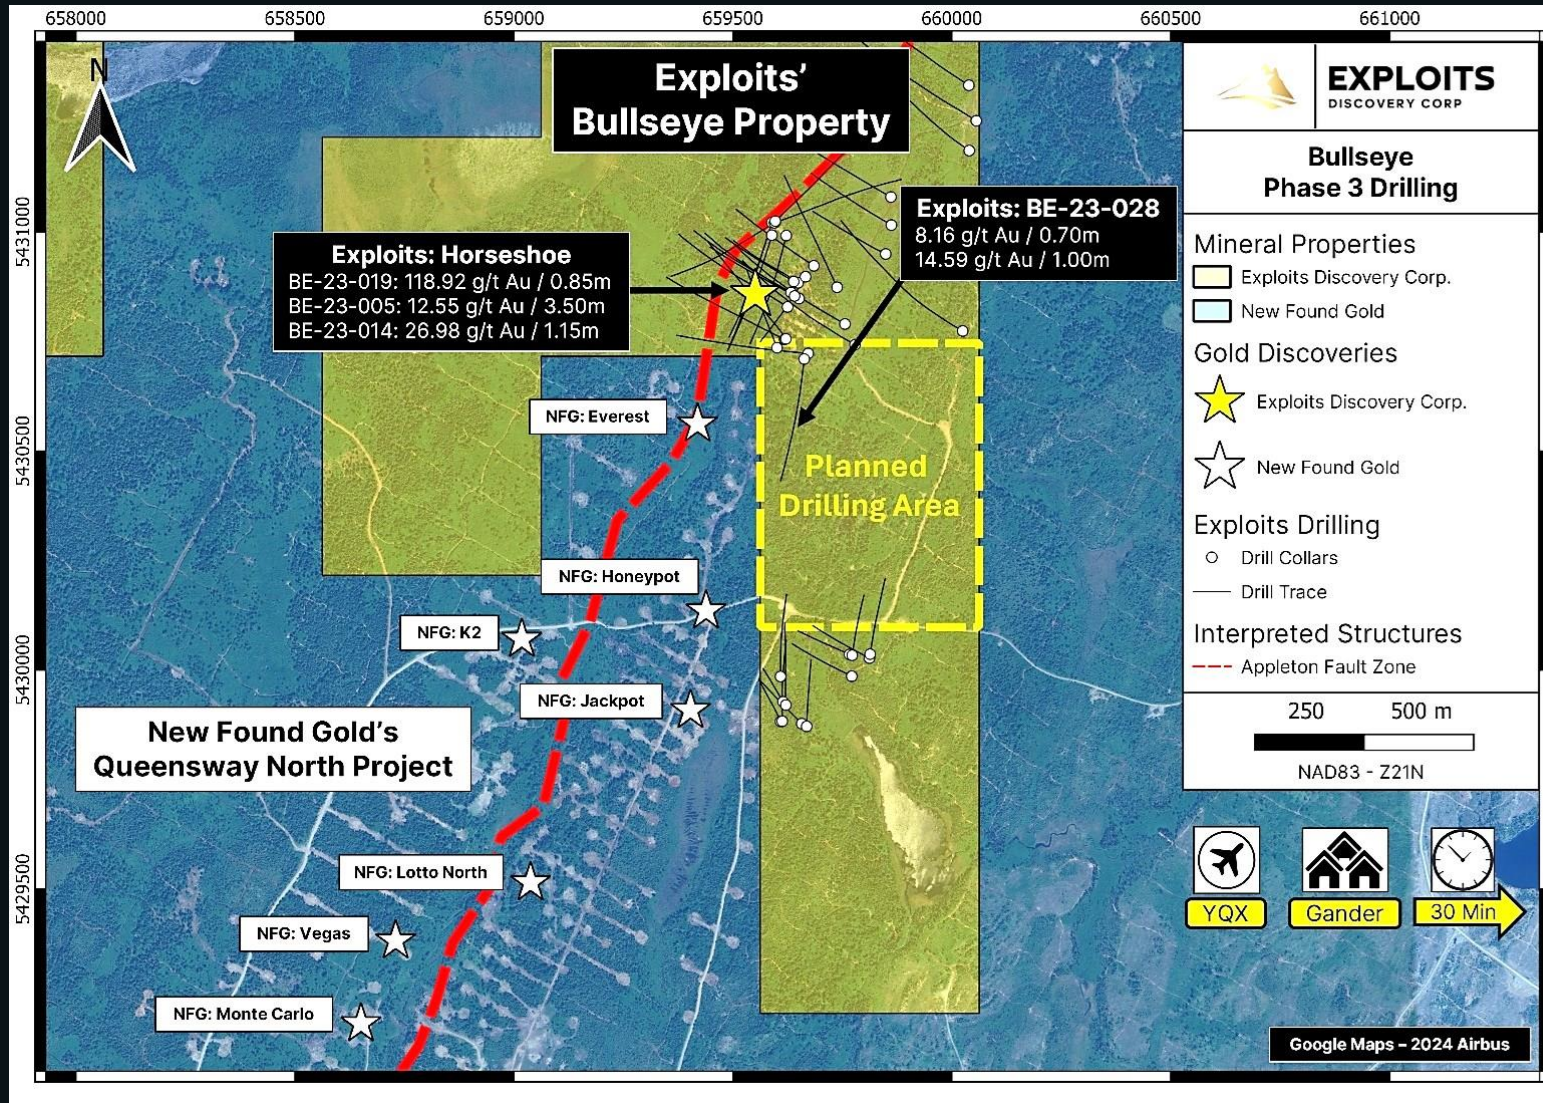 658000
658500
659000
659500
660000
660500
661000
5431000
5430500
5430000
5429500
N
Exploits'
Bullseye Property
Exploits: BE-23-028
8.16 g/t Au / 0.70m
14.59 g/t Au / 1.00m
Exploits: Horseshoe
BE-23-019: 118.92 g/t Au / 0.85m
BE-23-005: 12.55 g/t Au / 3.50m
BE-23-014: 26.98 g/t Au / 1.15m
NFG: Everest
Planned
Drilling Area
NFG: Honeypot
NFG: K2
NFG: Jackpot
New Found Gold's
Queensway North Project
NFG: Lotto North
NFG: Vegas
NFG: Monte Carlo
EXPLOITS
DISCOVERY CORP
Bullseye
Phase 3 Drilling
Mineral Properties
Exploits Discovery Corp.
New Found Gold
Gold Discoveries
Exploits Discovery Corp.
New Found Gold
Exploits Drilling
Drill Collars
Drill Trace
Interpreted Structures
Appleton Fault Zone
250 500 m
NAD83 - Z21N
YQX
Gander
30 Min
Google Maps – 2024 Airbus